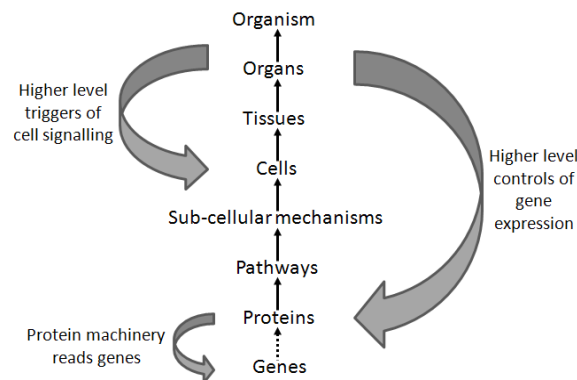 Organism
Organs
Higher level
triggers of
cell signalling
Tissues
Cells
Higher level
controls of
gene
expression
Sub-cellular mechanisms
Pathways
Proteins
Protein machinery
reads genes
Genes